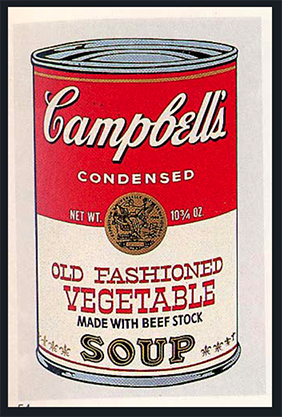 Campbell's
CONDENSED
NET WT. 10¾ OZ.
OLD FASHIONED
VEGETABLE
MADE WITH BEEF STOCK
SOUP